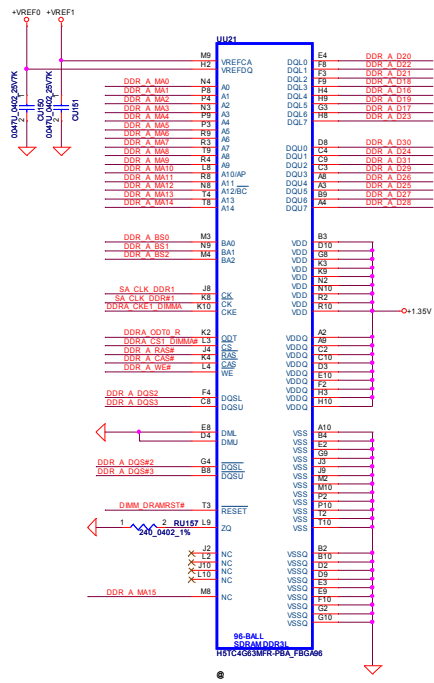 +VREF0 +VREF1
UU21
M9 VREFCA DQL0 E4 DDR_A_D20
H2 VREFDQ DQL1 F8 DDR_A_D22
DQL2 F3 DDR_A_D21
DDR_A_MA0 N4 A0 DQL3 F9 DDR_A_D18
DDR_A_MA1 P8 A1 DQL4 H4 DDR_A_D16
DDR_A_MA2 P4 A2 DQL5 H9 DDR_A_D19
DDR_A_MA3 N3 A3 DQL6 G3 DDR_A_D17
DDR_A_MA4 P9 A4 DQL7 H8 DDR_A_D23
DDR_A_MA5 P3 A5
DDR_A_MA6 R9 A6
DDR_A_MA7 R3 A7 DQU0 D8 DDR_A_D30
DDR_A_MA8 T9 A8 DQU1 C4 DDR_A_D24
DDR_A_MA9 R4 A9 DQU2 C9 DDR_A_D31
DDR_A_MA10 L8 A10/AP DQU3 C3 DDR_A_D29
DDR_A_MA11 R8 A11 DQU4 A8 DDR_A_D27
DDR_A_MA12 N8 A12/BC DQU5 A3 DDR_A_D25
DDR_A_MA13 T4 A13 DQU6 B9 DDR_A_D26
DDR_A_MA14 T8 A14 DQU7 A4 DDR_A_D28
.047U_0402_25V7K
1
2
CU150
.047U_0402_25V7K
1
2
CU151
DDR_A_BS0 M3 BA0 VDD B3
DDR_A_BS1 N9 BA1 VDD D10
DDR_A_BS2 M4 BA2 VDD G8
VDD K3
VDD K9
VDD N2
SA_CLK_DDR1 J8 CK VDD N10
SA_CLK_DDR#1 K8 CK VDD R2
DDRA_CKE1_DIMMA K10 CKE VDD R10
+1.35V
DDRA_ODT0_R K2 ODT VDDQ A2
DDRA_CS1_DIMMA# L3 CS VDDQ A9
DDR_A_RAS# J4 RAS VDDQ C2
DDR_A_CAS# K4 CAS VDDQ C10
DDR_A_WE# L4 WE VDDQ D3
VDDQ E10
VDDQ F2
DDR_A_DQS2 F4 DQSL VDDQ H3
DDR_A_DQS3 C8 DQSU VDDQ H10
E8 DML VSS A10
D4 DMU VSS B4
VSS E2
VSS G9
DDR_A_DQS#2 G4 DQSL VSS J3
DDR_A_DQS#3 B8 DQSU VSS J9
VSS M2
VSS M10
VSS P2
DIMM_DRAMRST# T3 RESET VSS P10
VSS T2
1 2 RU157 L9 ZQ VSS T10
240_0402_1%
J2 NC VSSQ B2
L2 NC VSSQ B10
J10 NC VSSQ D2
L10 NC VSSQ D9
VSSQ E3
DDR_A_MA15 M8 NC VSSQ E9
VSSQ F10
VSSQ G2
VSSQ G10
96-BALL
SDRAM DDR3L
H5TC4G63MFR-PBA_FBGA96
@